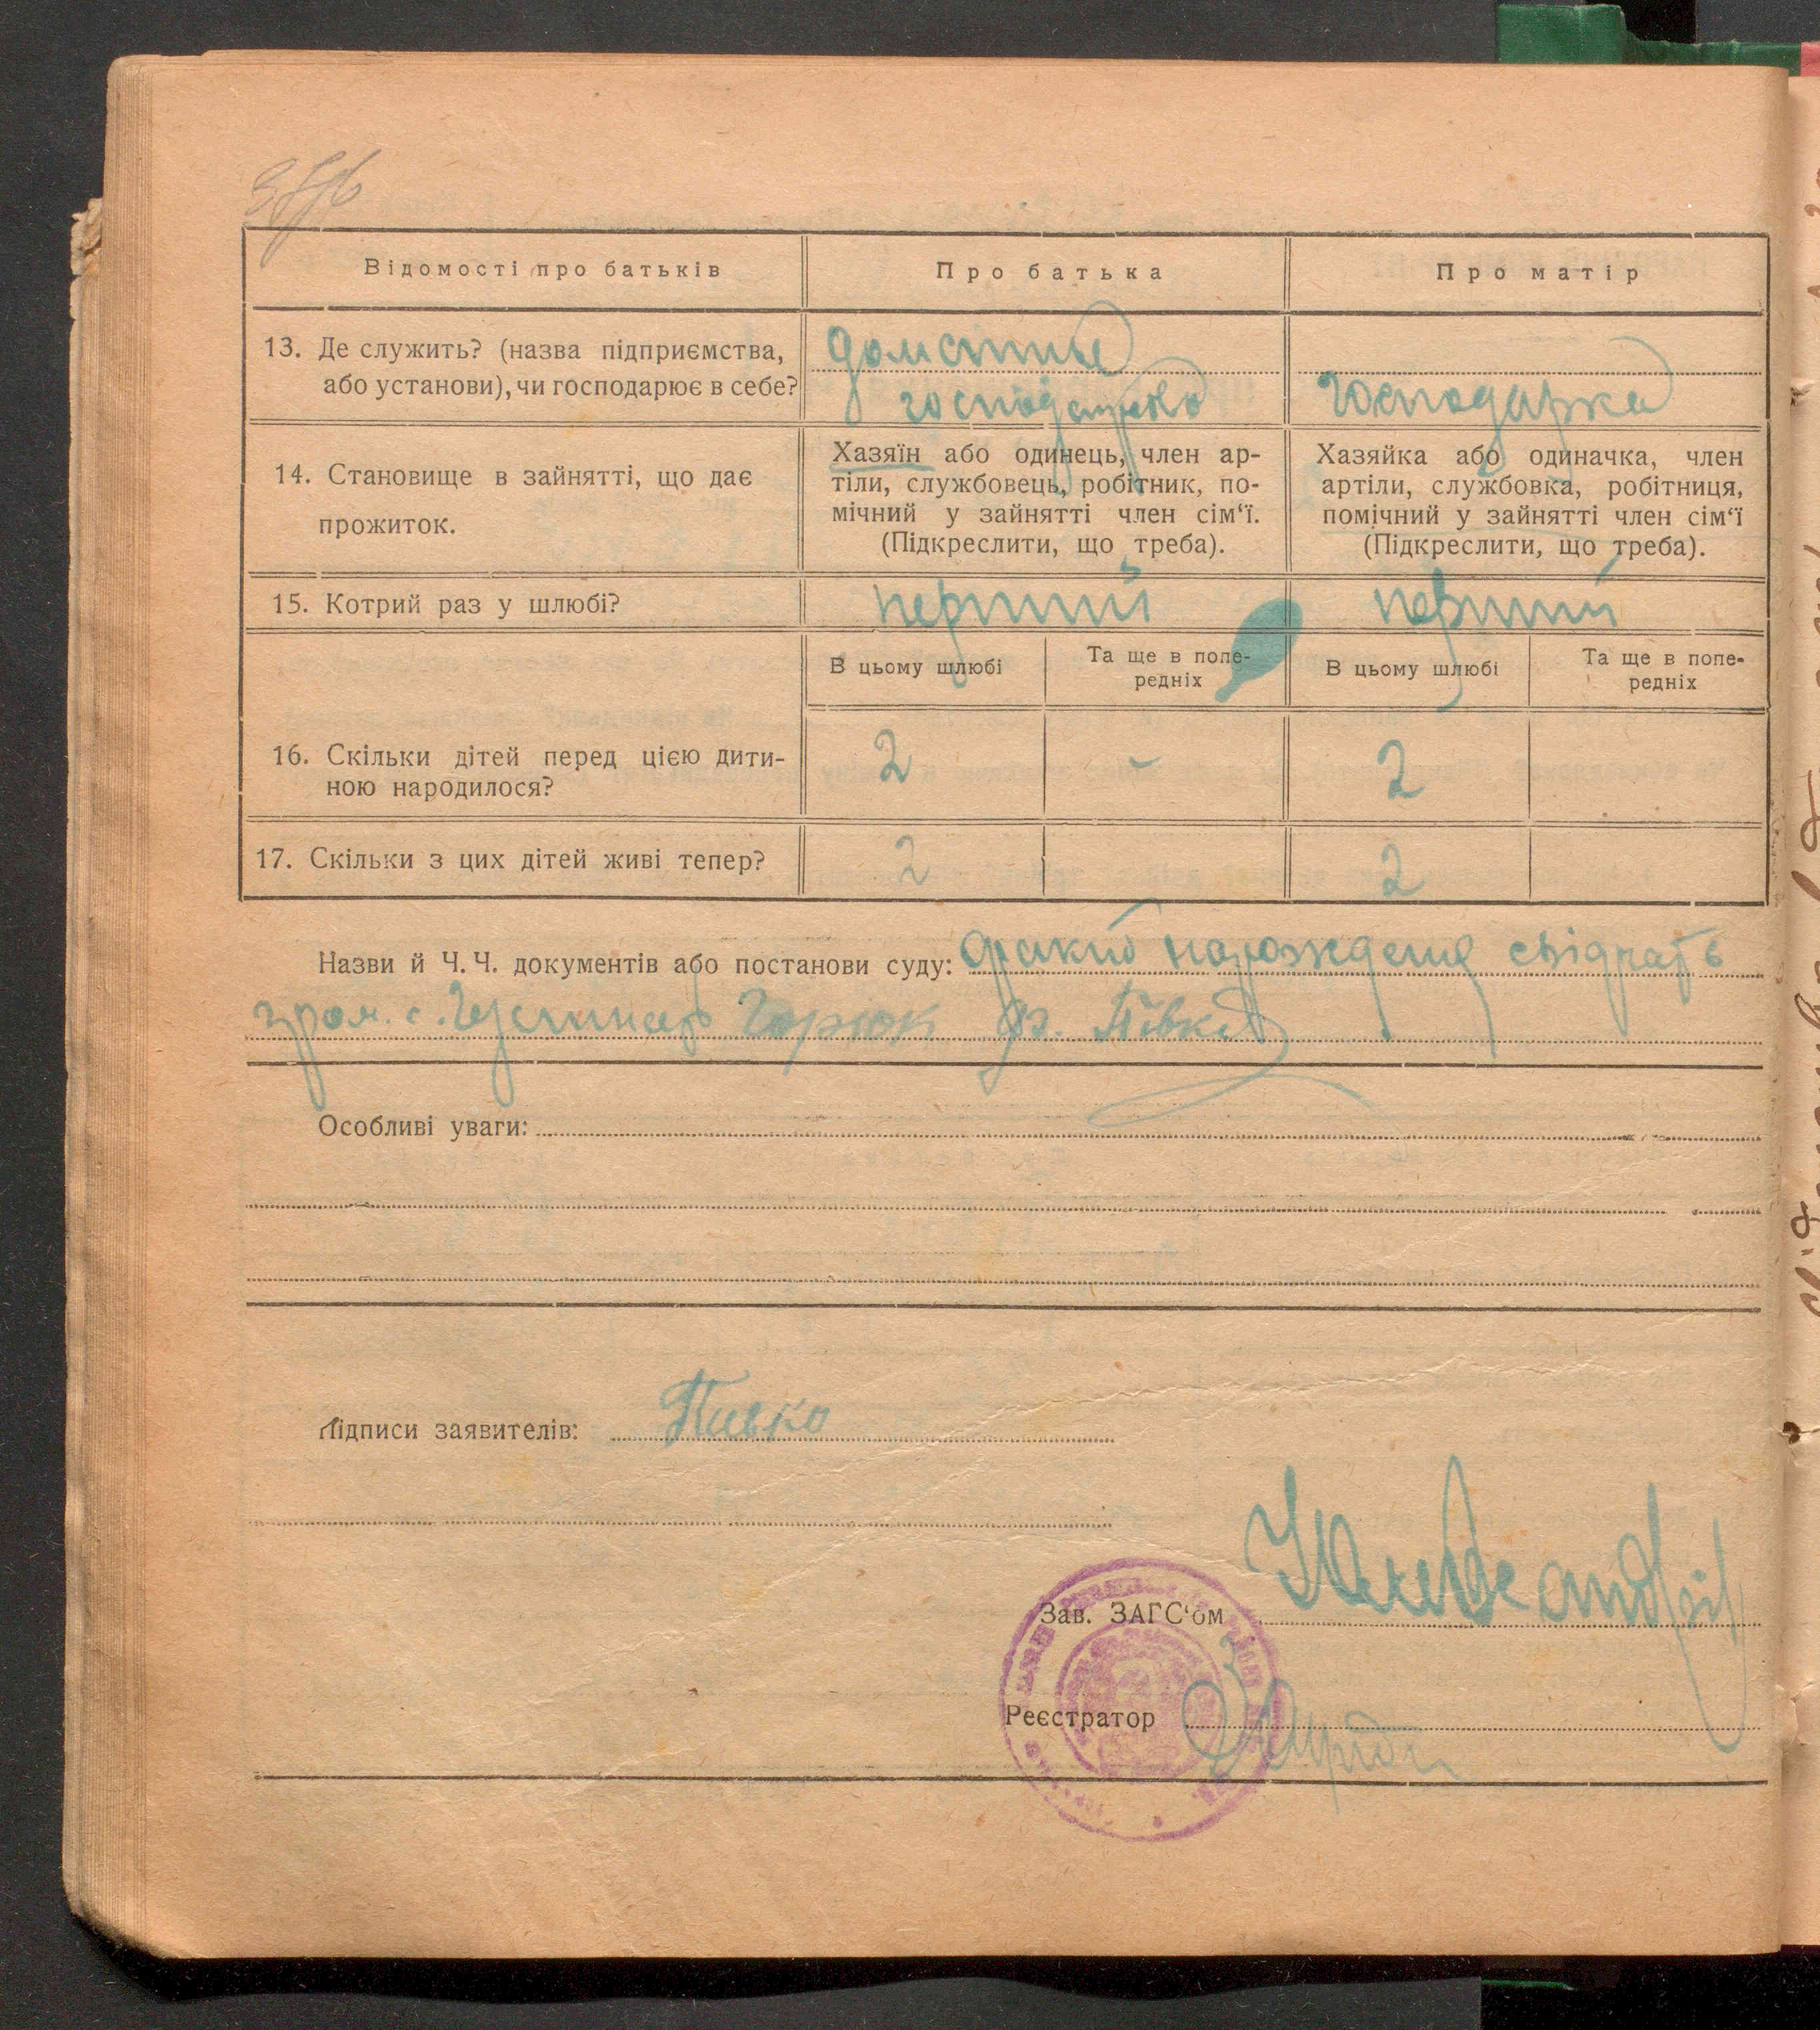 Відомості про батьків
Про батька
Про матір
13. Де служить? (назва підприємства,
або установи), чи господарює в себе?
господарка
14. Становище в зайнятті, що дає
прожиток.
Хазяїн або одинець, член ар-
тіли, службовець, робітник, по-
мічний у зайнятті член сім‘ї.
(Підкреслити, що треба).
Хазяйка або одиначка, член
артіли, службовка, робітниця,
помічний у зайнятті член сім‘ї
(Підкреслити, що треба).
15. Котрий раз у шлюбі?
перший
перший
В цьому шлюбі
Та ще в попе-
редніх
В цьому шлюбі
Та ще в попе-
редніх
16. Скільки дітей перед цією дити-
ною народилося?
2
-
2
17. Скільки з цих дітей живі тепер?
2
2
Назви й Ч. Ч. документів або постанови суду:
гром. с.
Особливі уваги:
Підписи заявителів: Пивко
Зав. ЗАГС‘ом
Реєстратор